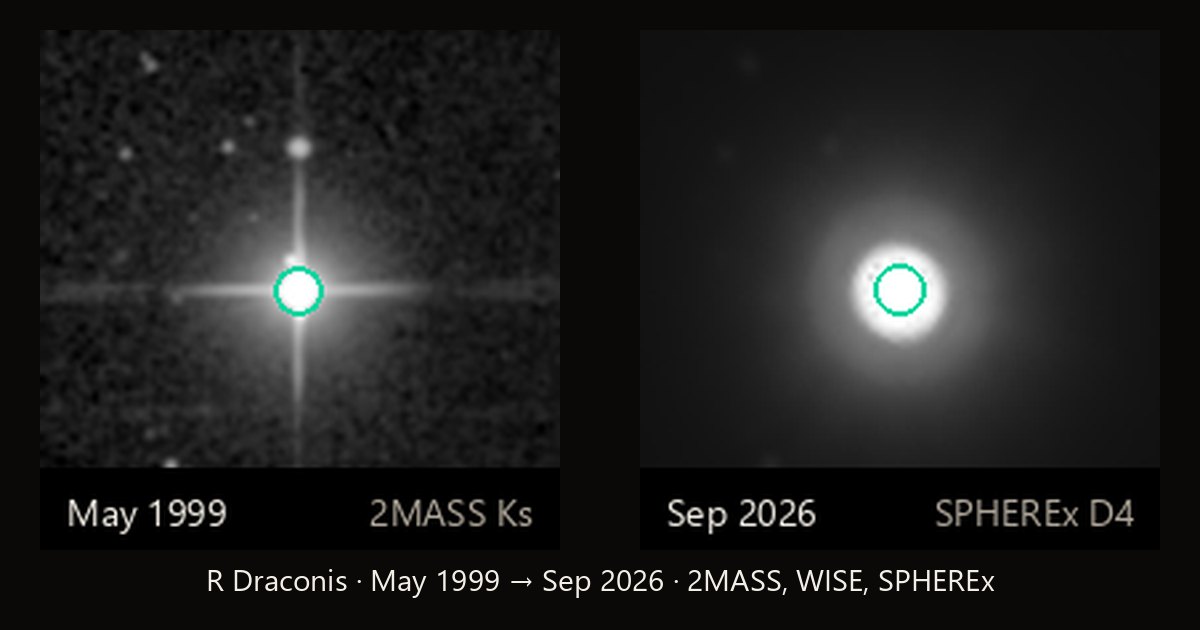 May 1999 2MASS Ks
Sep 2026 SPHEREx D4
R Draconis · May 1999 → Sep 2026 · 2MASS, WISE, SPHEREx